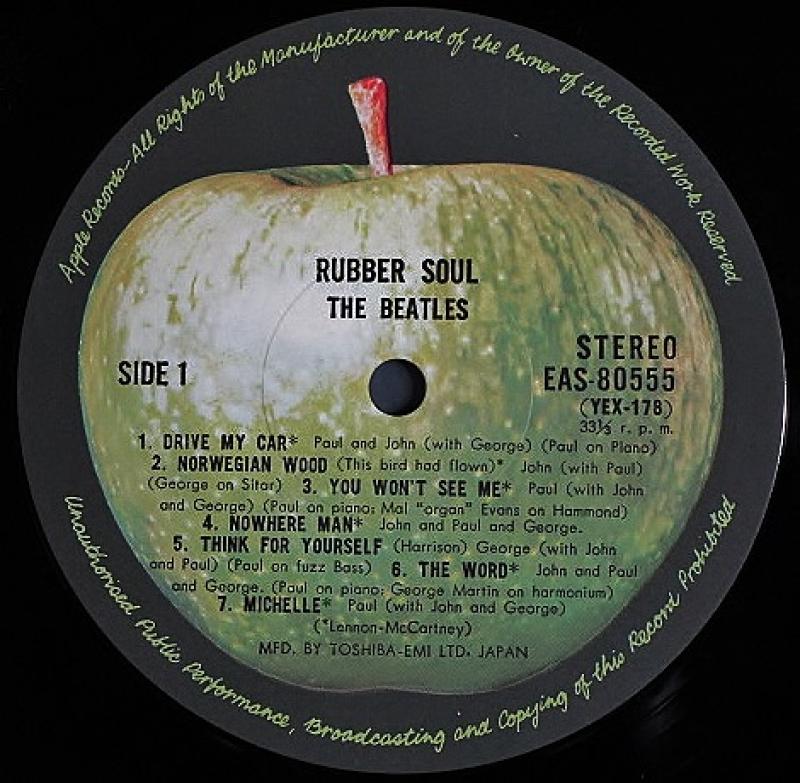 Apple Records-All Rights of the Manufacturer and of the Owner of the Recorded Work Reserved
RUBBER SOUL
THE BEATLES
SIDE 1
STEREO
EAS-80555
(YEX-178)
33⅓ r. p. m.
1. DRIVE MY CAR* Paul and John (with George) (Paul on Piano)
2. NORWEGIAN WOOD (This bird had flown)* John (with Paul)
(George on Sitar) 3. YOU WON'T SEE ME* Paul (with John
and George) (Paul on piano; Mal "organ" Evans on Hammond)
4. NOWHERE MAN* John and Paul and George.
5. THINK FOR YOURSELF (Harrison) George (with John
and Paul) (Paul on fuzz Bass) 6. THE WORD* John and Paul
and George. (Paul on piano; George Martin on harmonium)
7. MICHELLE* Paul (with John and George)
(*Lennon-McCartney)
MFD. BY TOSHIBA-EMI LTD. JAPAN
Unauthorised Public Performance, Broadcasting and Copying of this Record Prohibited